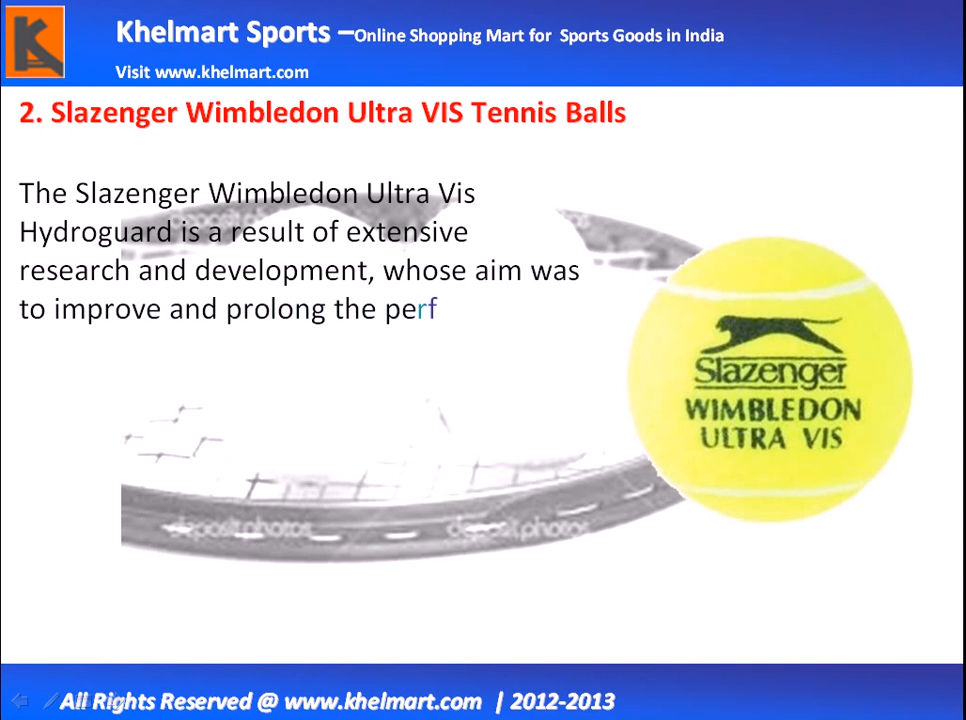 Khelmart Sports –Online Shopping Mart for Sports Goods in India
Visit www.khelmart.com
2. Slazenger Wimbledon Ultra VIS Tennis Balls
The Slazenger Wimbledon Ultra Vis
Hydroguard is a result of extensive
research and development, whose aim was
to improve and prolong the perf
Slazenger
WIMBLEDON
ULTRA VIS
depositphotos depositphotos
All Rights Reserved @ www.khelmart.com | 2012-2013